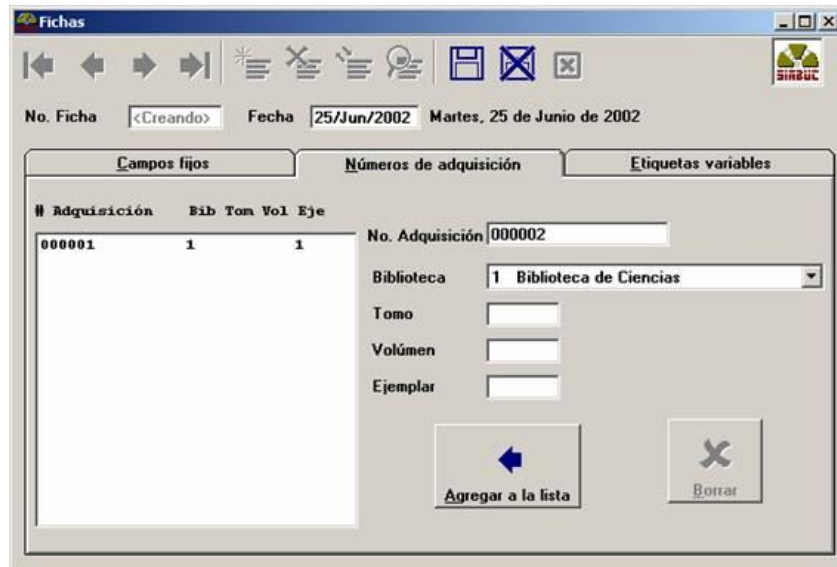 Fichas
SIABUC
No. Ficha <Creando> Fecha 25/Jun/2002 Martes, 25 de Junio de 2002
Campos fijos Números de adquisición Etiquetas variables
# Adquisición Bib Tom Vol Eje
000001 1 1
No. Adquisición 000002
Biblioteca 1 Biblioteca de Ciencias
Tomo
Volúmen
Ejemplar
Agregar a la lista Borrar